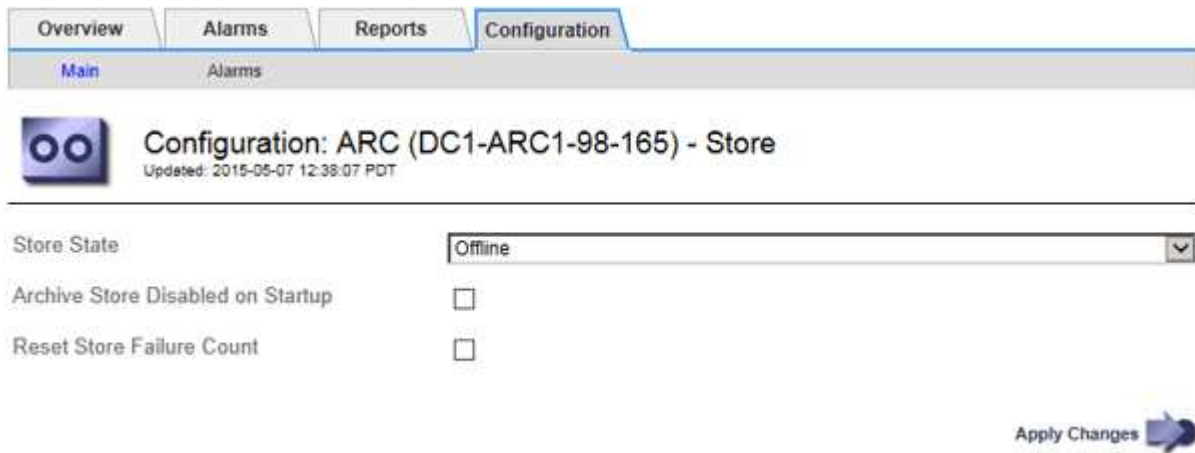 Overview Alarms Reports Configuration
Main Alarms
Configuration: ARC (DC1-ARC1-98-165) - Store
Updated: 2015-05-07 12:38:07 PDT
Store State Offline
Archive Store Disabled on Startup
Reset Store Failure Count
Apply Changes